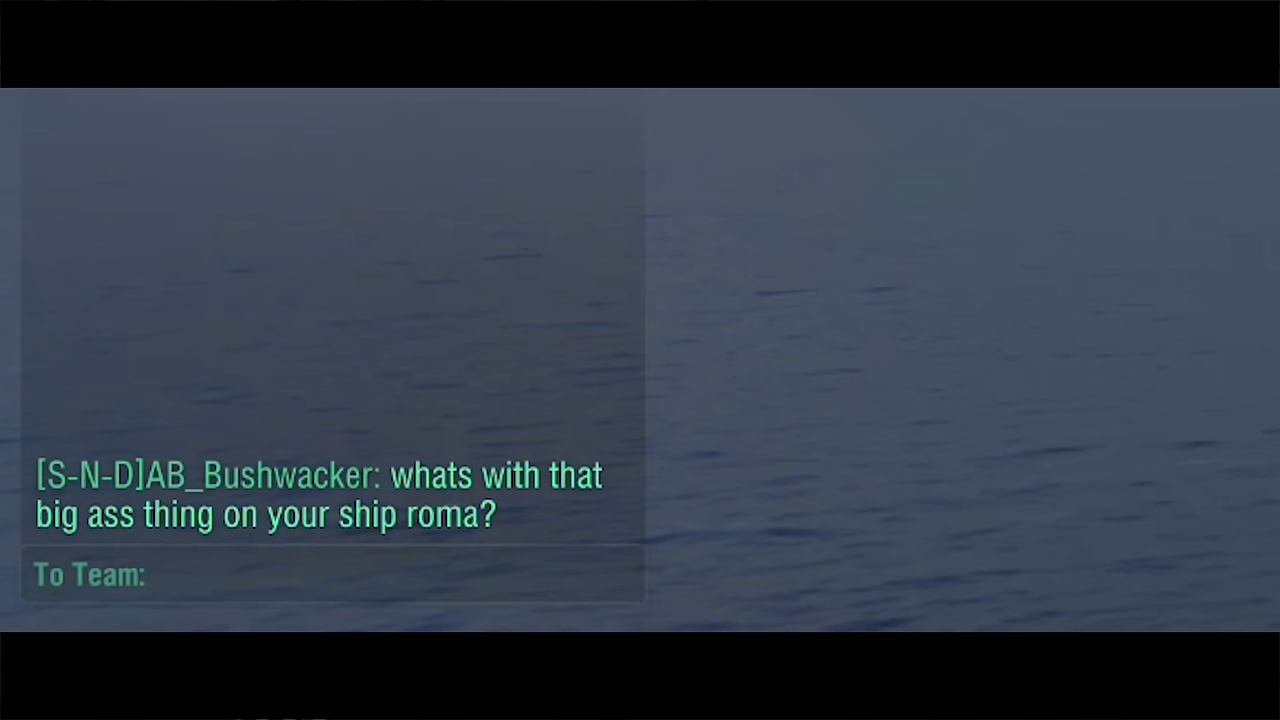 [S-N-D]AB_Bushwacker: whats with that
big ass thing on your ship roma?
To Team: